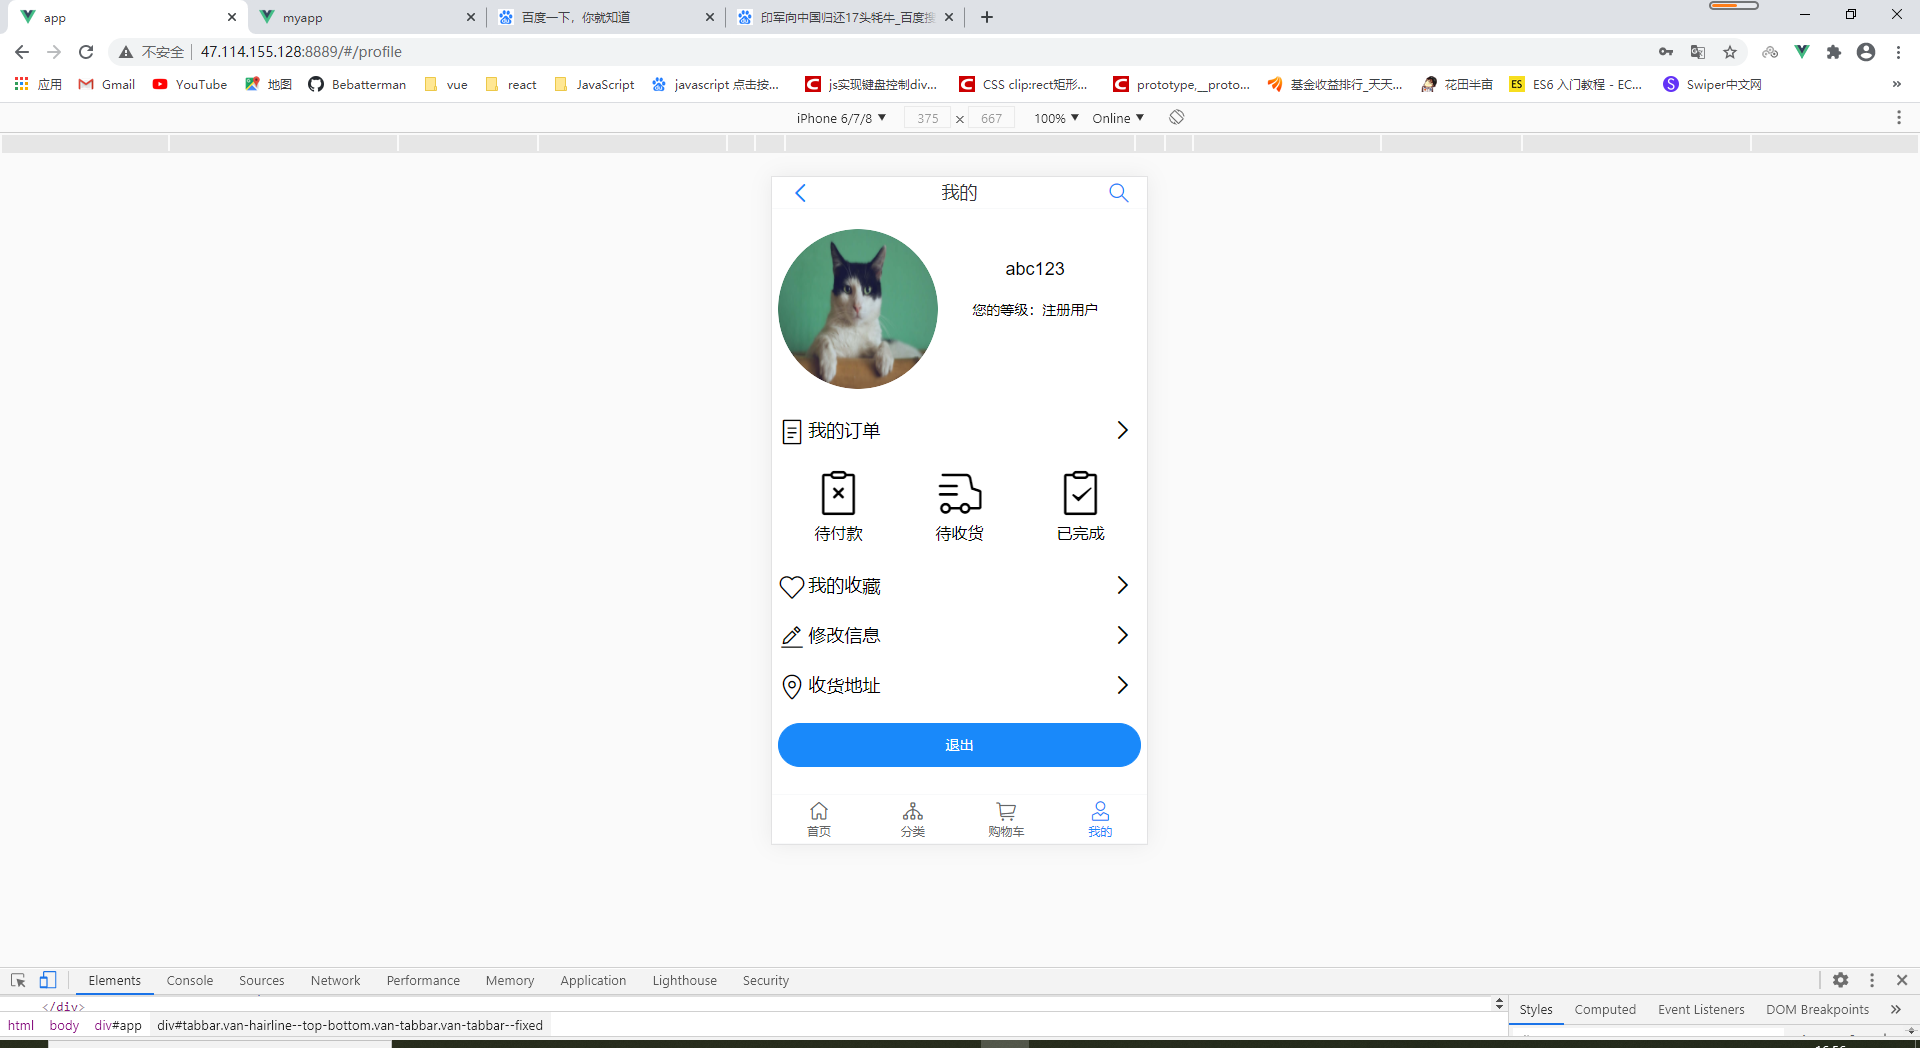 app
myapp
百度一下，你就知道
印军向中国归还17头牦牛_百度搜
不安全
47.114.155.128:8889/#/profile
应用
Gmail
YouTube
地图
Bebatterman
vue
react
JavaScript
javascript 点击按...
js实现键盘控制div...
CSS clip:rect矩形...
prototype,__proto...
基金收益排行_天天...
花田半亩
ES6 入门教程 - EC...
Swiper中文网
»
iPhone 6/7/8 ▼ 375 × 667 100% ▼ Online ▼
我的
abc123
您的等级：注册用户
我的订单
待付款
待收货
已完成
我的收藏
修改信息
收货地址
退出
首页
分类
购物车
我的
Elements
Console
Sources
Network
Performance
Memory
Application
Lighthouse
Security
</div>
html body div#app div#tabbar.van-hairline--top-bottom.van-tabbar.van-tabbar--fixed
Styles
Computed
Event Listeners
DOM Breakpoints
»